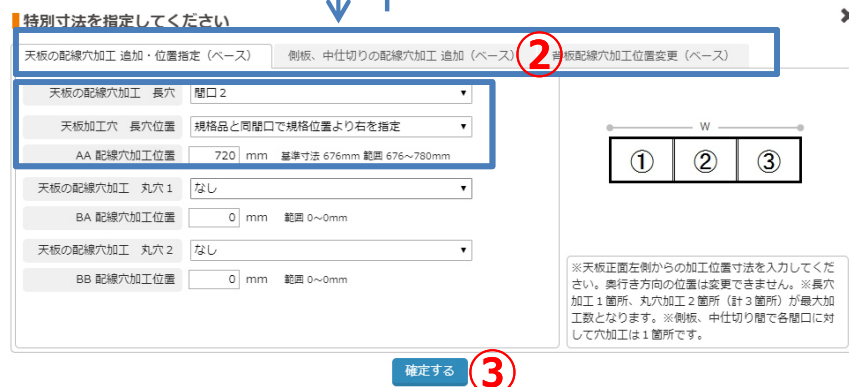 特別寸法を指定してください
天板の配線穴加工 追加・位置指定（ベース）
側板、中仕切りの配線穴加工 追加（ベース）
②
背板配線穴加工位置変更（ベース）
天板の配線穴加工 長穴
間口２
天板加工穴 長穴位置
規格品と同間口で規格位置より右を指定
AA 配線穴加工位置
720 mm 基準寸法 676mm 範囲 676～780mm
天板の配線穴加工 丸穴１
なし
BA 配線穴加工位置
0 mm 範囲 0～0mm
天板の配線穴加工 丸穴２
なし
BB 配線穴加工位置
0 mm 範囲 0～0mm
W
① ② ③
※天板正面左側からの加工位置寸法を入力してくだ
さい。奥行き方向の位置は変更できません。※長穴
加工１箇所、丸穴加工２箇所（計３箇所）が最大加
工数となります。※側板、中仕切り間で各間口に対
して穴加工は１箇所です。
確定する
③